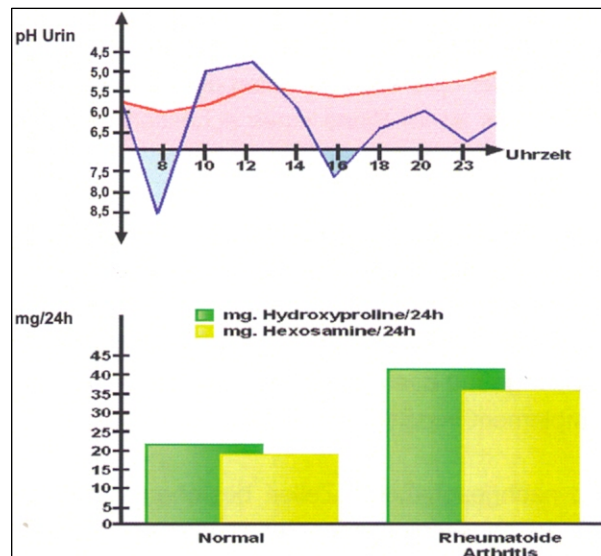 pH Urin
4,5
5,0
5,5
6,0
6,5
7,5
8,0
8,5
8 10 12 14 16 18 20 23
Uhrzeit
mg/24h
mg. Hydroxyproline/24h
mg. Hexosamine/24h
45
40
35
30
25
20
15
10
5
0
Normal
Rheumatoide
Arthritis